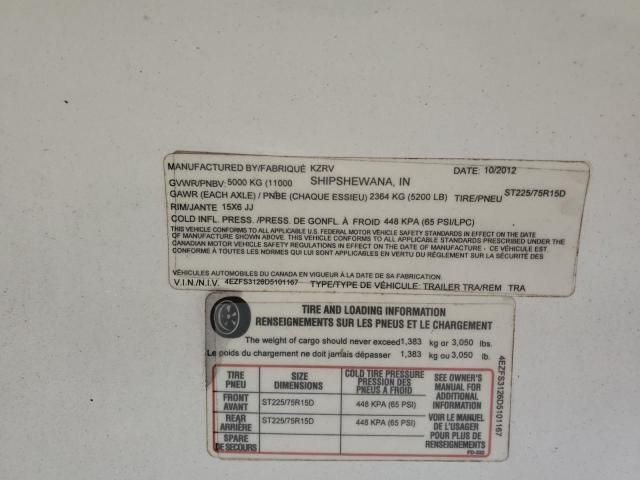 MANUFACTURED BY/FABRIQUÉ KZRV DATE: 10/2012
GVWR/PNBV: 5000 KG (11000 SHIPSHEWANA, IN
GAWR (EACH AXLE) / PNBE (CHAQUE ESSIEU) 2364 KG (5200 LB) TIRE/PNEU ST225/75R15D
RIM/JANTE 15X6 JJ
COLD INFL. PRESS. /PRESS. DE GONFL. À FROID 448 KPA (65 PSI/LPC)
THIS VEHICLE CONFORMS TO ALL APPLICABLE U.S. FEDERAL MOTOR VEHICLE SAFETY STANDARDS IN EFFECT ON THE DATE
OF MANUFACTURE SHOWN ABOVE. THIS VEHICLE CONFORMS TO ALL APPLICABLE STANDARDS PRESCRIBED UNDER THE
CANADIAN MOTOR VEHICLE SAFETY REGULATIONS IN EFFECT ON THE DATE OF MANUFACTURE - CE VÉHICULE EST
CONFORME À TOUTES LES NORMES QUI LUI SONT APPLICABLES EN VERTU DU RÈGLEMENT SUR LA SÉCURITÉ DES
VÉHICULES AUTOMOBILES DU CANADA EN VIGUEUR À LA DATE DE SA FABRICATION.
V.I.N./N.I.V. 4EZFS3126D5101167 TYPE/TYPE DE VÉHICULE: TRAILER TRA/REM TRA
TIRE AND LOADING INFORMATION
RENSEIGNEMENTS SUR LES PNEUS ET LE CHARGEMENT
The weight of cargo should never exceed 1,383 kg or 3,050 lbs.
Le poids du chargement ne doit jamais dépasser 1,383 kg ou 3,050 lb.
TIRE PNEU
SIZE DIMENSIONS
COLD TIRE PRESSURE
PRESSION DES
PNEUS A FROID
SEE OWNER'S
MANUAL FOR
ADDITIONAL
INFORMATION
FRONT AVANT ST225/75R15D 448 KPA (65 PSI)
REAR ARRIÈRE ST225/75R15D 448 KPA (65 PSI)
SPARE DE SECOURS
VOIR LE MANUEL
DE L'USAGER
POUR PLUS DE
RENSEIGNEMENTS
4EZFS3126D5101167